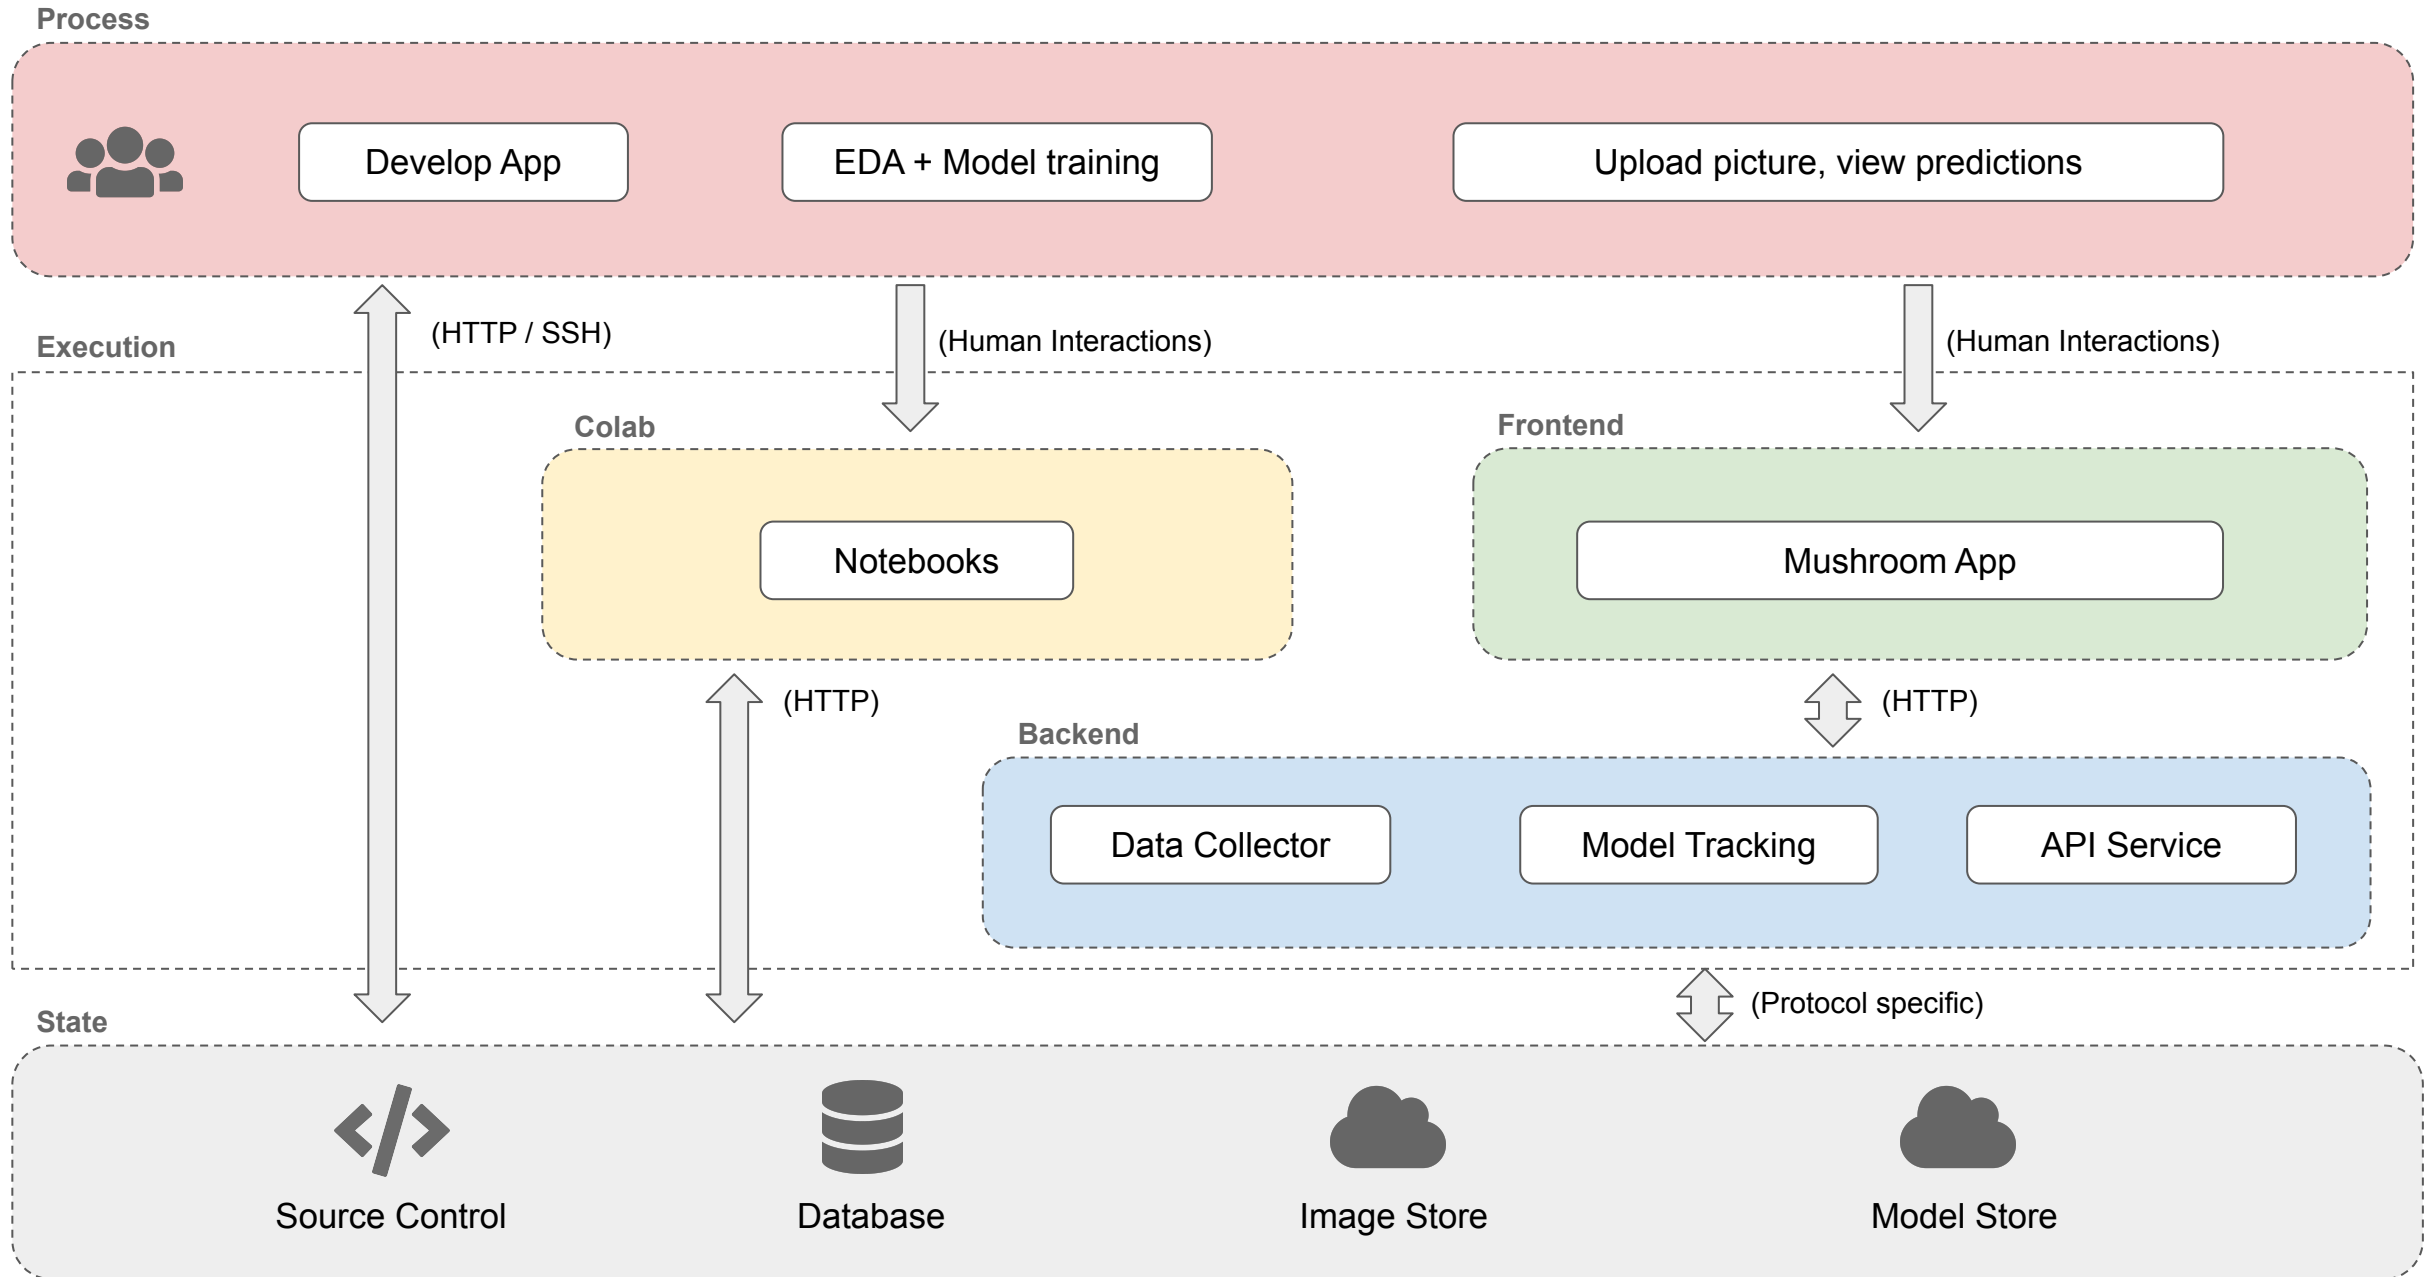 Process
Develop App
EDA + Model training
Upload picture, view predictions
(HTTP / SSH)
(Human Interactions)
(Human Interactions)
Execution
Colab
Frontend
Notebooks
Mushroom App
(HTTP)
(HTTP)
Backend
Data Collector
Model Tracking
API Service
(Protocol specific)
State
Source Control
Database
Image Store
Model Store